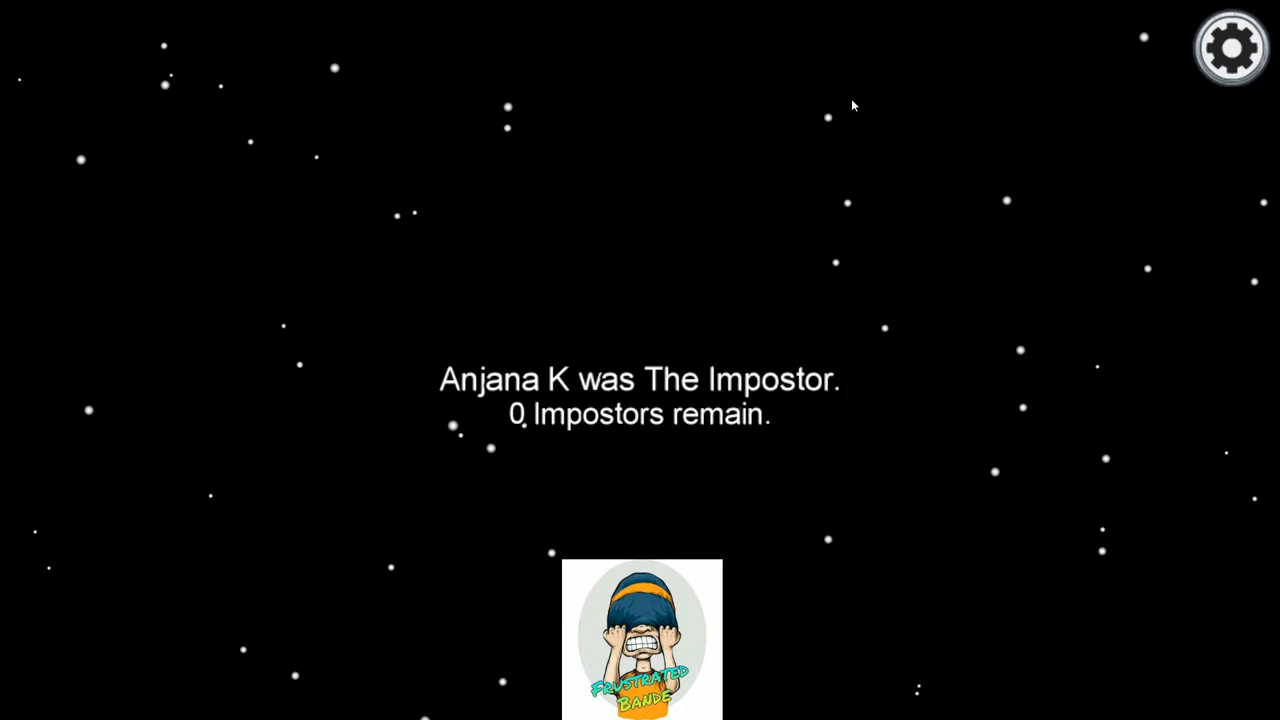 Anjana K was The Impostor.
0 Impostors remain.
FRUSTRATED
BANDE